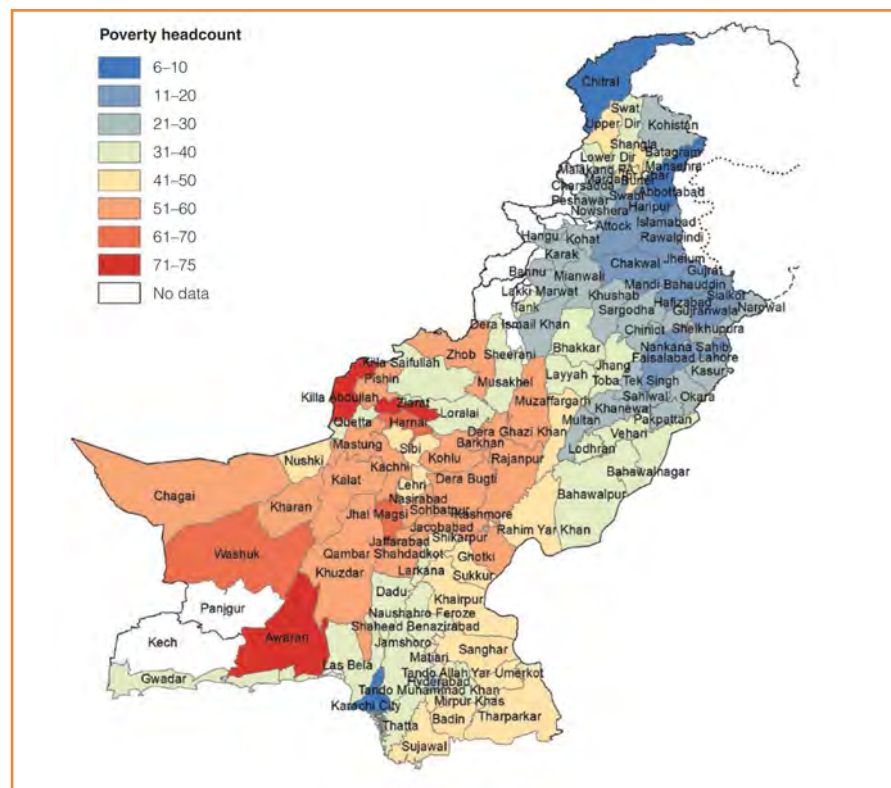 Poverty headcount
6–10
11–20
21–30
31–40
41–50
51–60
61–70
71–75
No data
Chitral
Swat
Upper Dir
Kohistan
Shangla
Batagram
Lower Dir
Mansehra
Malakand PA
Mardan
Buner
Charsadda
Swabi
Abbottabad
Peshawar
Haripur
Nowshera
Islamabad
Attock
Rawalpindi
Hangu
Kohat
Karak
Chakwal
Jhelum
Gujrat
Bannu
Mianwali
Mandi Bahauddin
Lakki Marwat
Khushab
Hafizabad
Sialkot
Narowal
Tank
Sargodha
Gujranwala
Dera Ismail Khan
Chiniot
Sheikhupura
Zhob
Sheerani
Bhakkar
Nankana Sahib
Killa Saifullah
Jhang
Faisalabad
Lahore
Pishin
Layyah
Kasur
Musakhel
Toba Tek Singh
Killa Abdullah
Ziarat
Muzaffargarh
Sahiwal
Okara
Loralai
Khanewal
Quetta
Harnai
Dera Ghazi Khan
Multan
Pakpattan
Mastung
Barkhan
Vehari
Sibi
Lodhran
Nushki
Kachhi
Kohlu
Rajanpur
Bahawalnagar
Kalat
Lehri
Dera Bugti
Chagai
Bahawalpur
Nasirabad
Kharan
Jhal Magsi
Sohbatpur
Kashmore
Jacobabad
Rahim Yar Khan
Jaffarabad
Shikarpur
Washuk
Qambar Shahdadkot
Ghotki
Khuzdar
Larkana
Sukkur
Dadu
Khairpur
Panjgur
Naushahro Feroze
Shaheed Benazirabad
Awaran
Kech
Jamshoro
Sanghar
Las Bela
Matiari
Gwadar
Tando Allah Yar
Umerkot
Hyderabad
Tando Muhammad Khan
Karachi City
Mirpur Khas
Badin
Tharparkar
Thatta
Sujawal